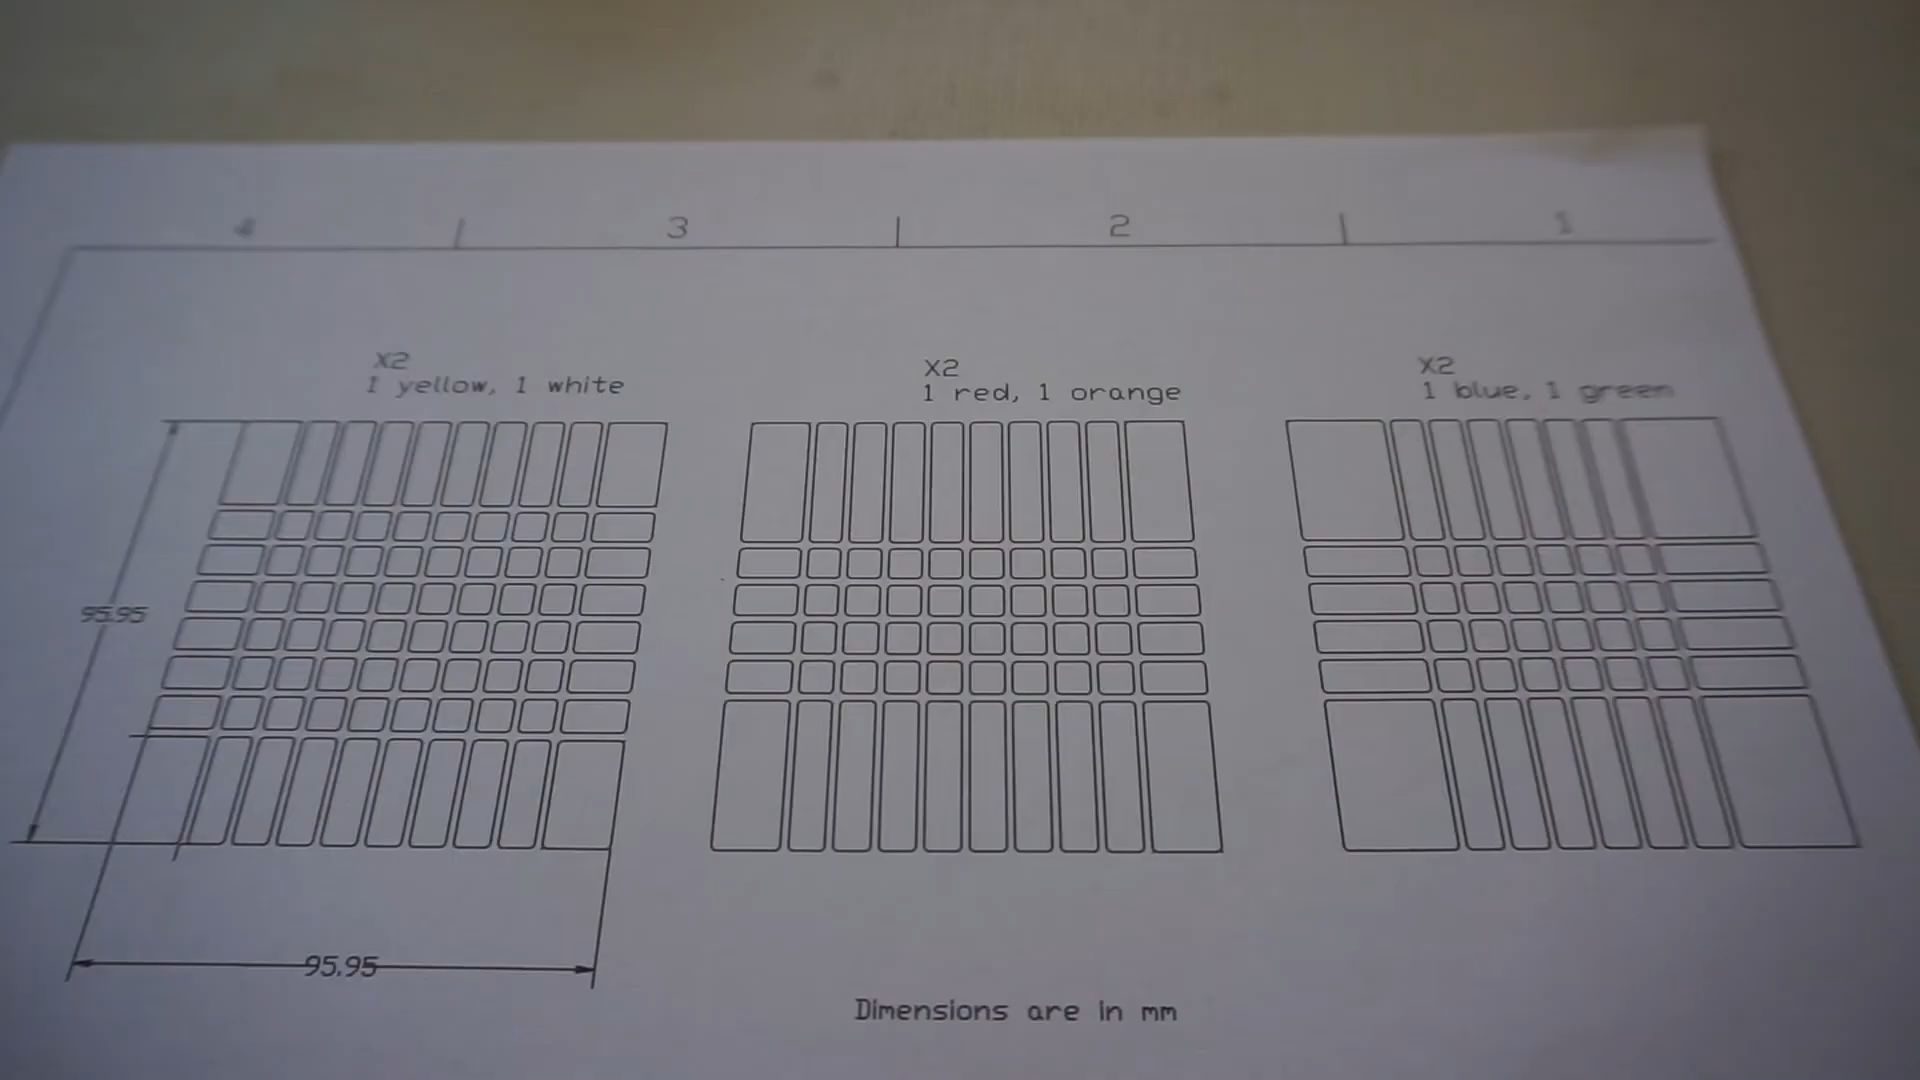 4 3 2 1
X2
1 yellow, 1 white
X2
1 red, 1 orange
X2
1 blue, 1 green
95.95
95.95
Dimensions are in mm